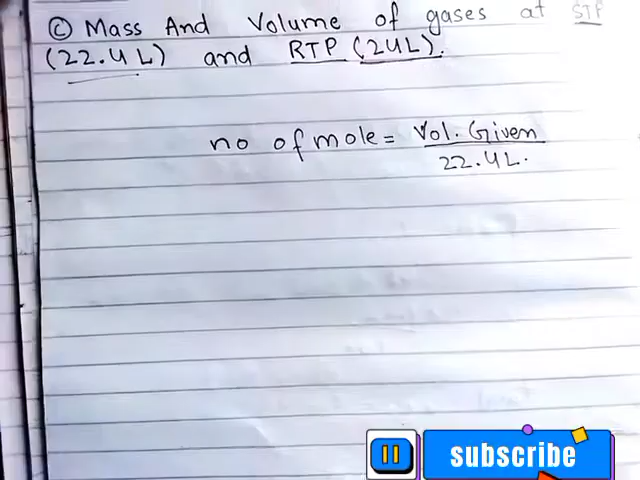 © Mass And Volume of gases at STP
(22.4L) and RTP (24L).
no of mole = Vol. Given
22.4L.
subscribe